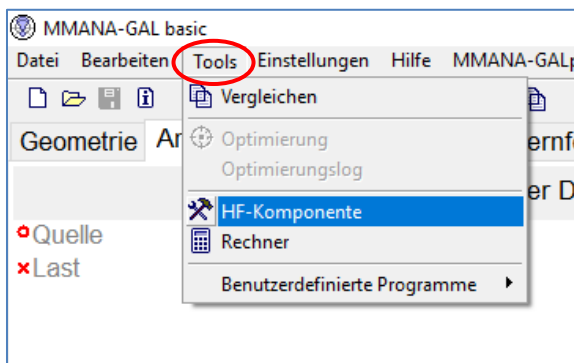 MMANA-GAL basic
Datei Bearbeiten Tools Einstellungen Hilfe MMANA-GAL
Vergleichen
Geometrie
Optimierung
Optimierungslog
HF-Komponente
Quelle
Rechner
Last
Benutzerdefinierte Programme